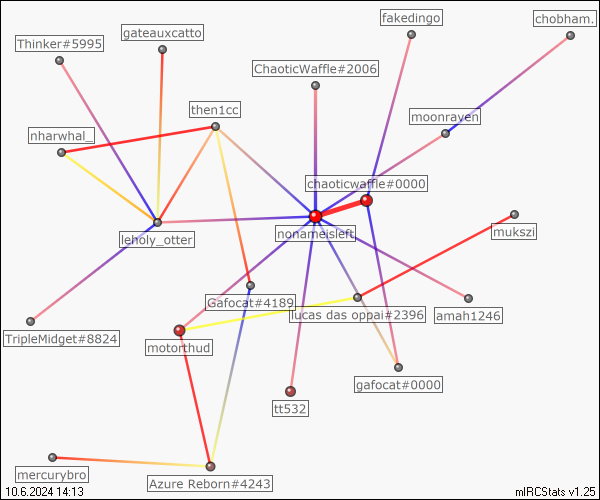 fakedingo
chobham.
gateauxcatto
Thinker#5995
ChaoticWaffle#2006
then1cc
moonraven
nharwhal_
chaoticwaffle#0000
nonameisleft
mukszi
leholy_otter
Gafocat#4189
lucas das oppai#2396
amah1246
TripleMidget#8824
motorthud
gafocat#0000
tt532
mercurybro
Azure Reborn#4243
10.6.2024 14:13
mIRCStats v1.25